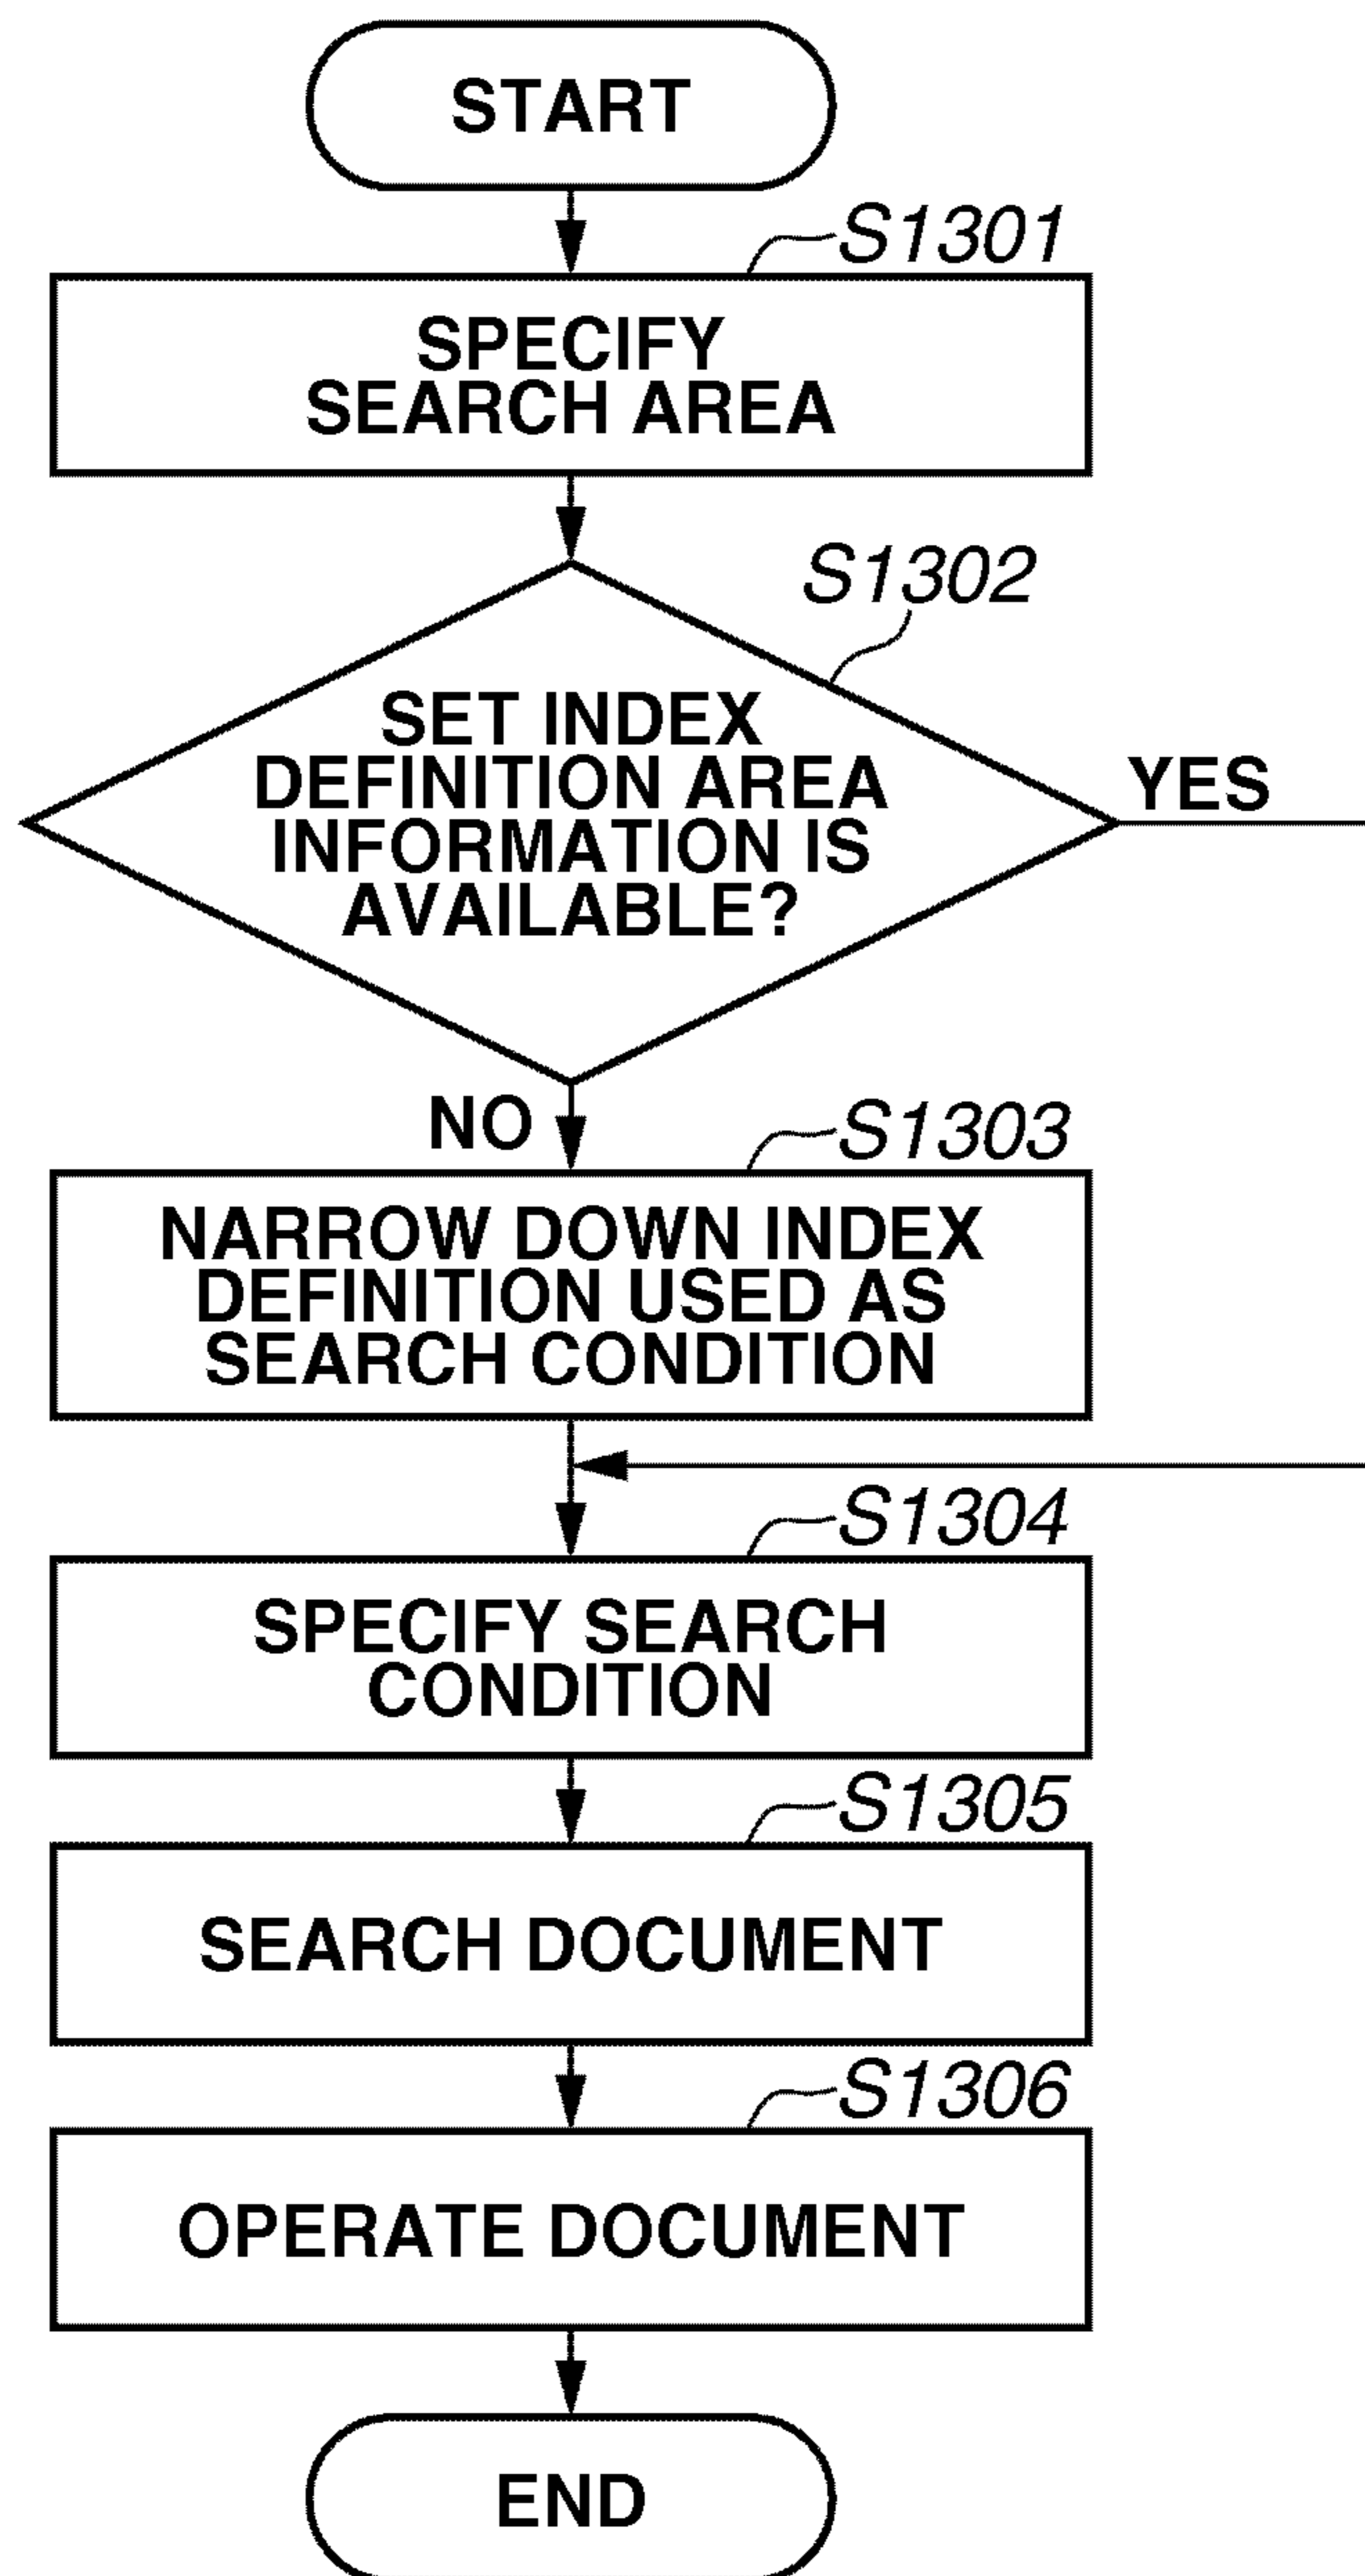 START
S1301
SPECIFY
SEARCH AREA
S1302
SET INDEX
DEFINITION AREA
INFORMATION IS
AVAILABLE?
YES
NO
S1303
NARROW DOWN INDEX
DEFINITION USED AS
SEARCH CONDITION
S1304
SPECIFY SEARCH
CONDITION
S1305
SEARCH DOCUMENT
S1306
OPERATE DOCUMENT
END